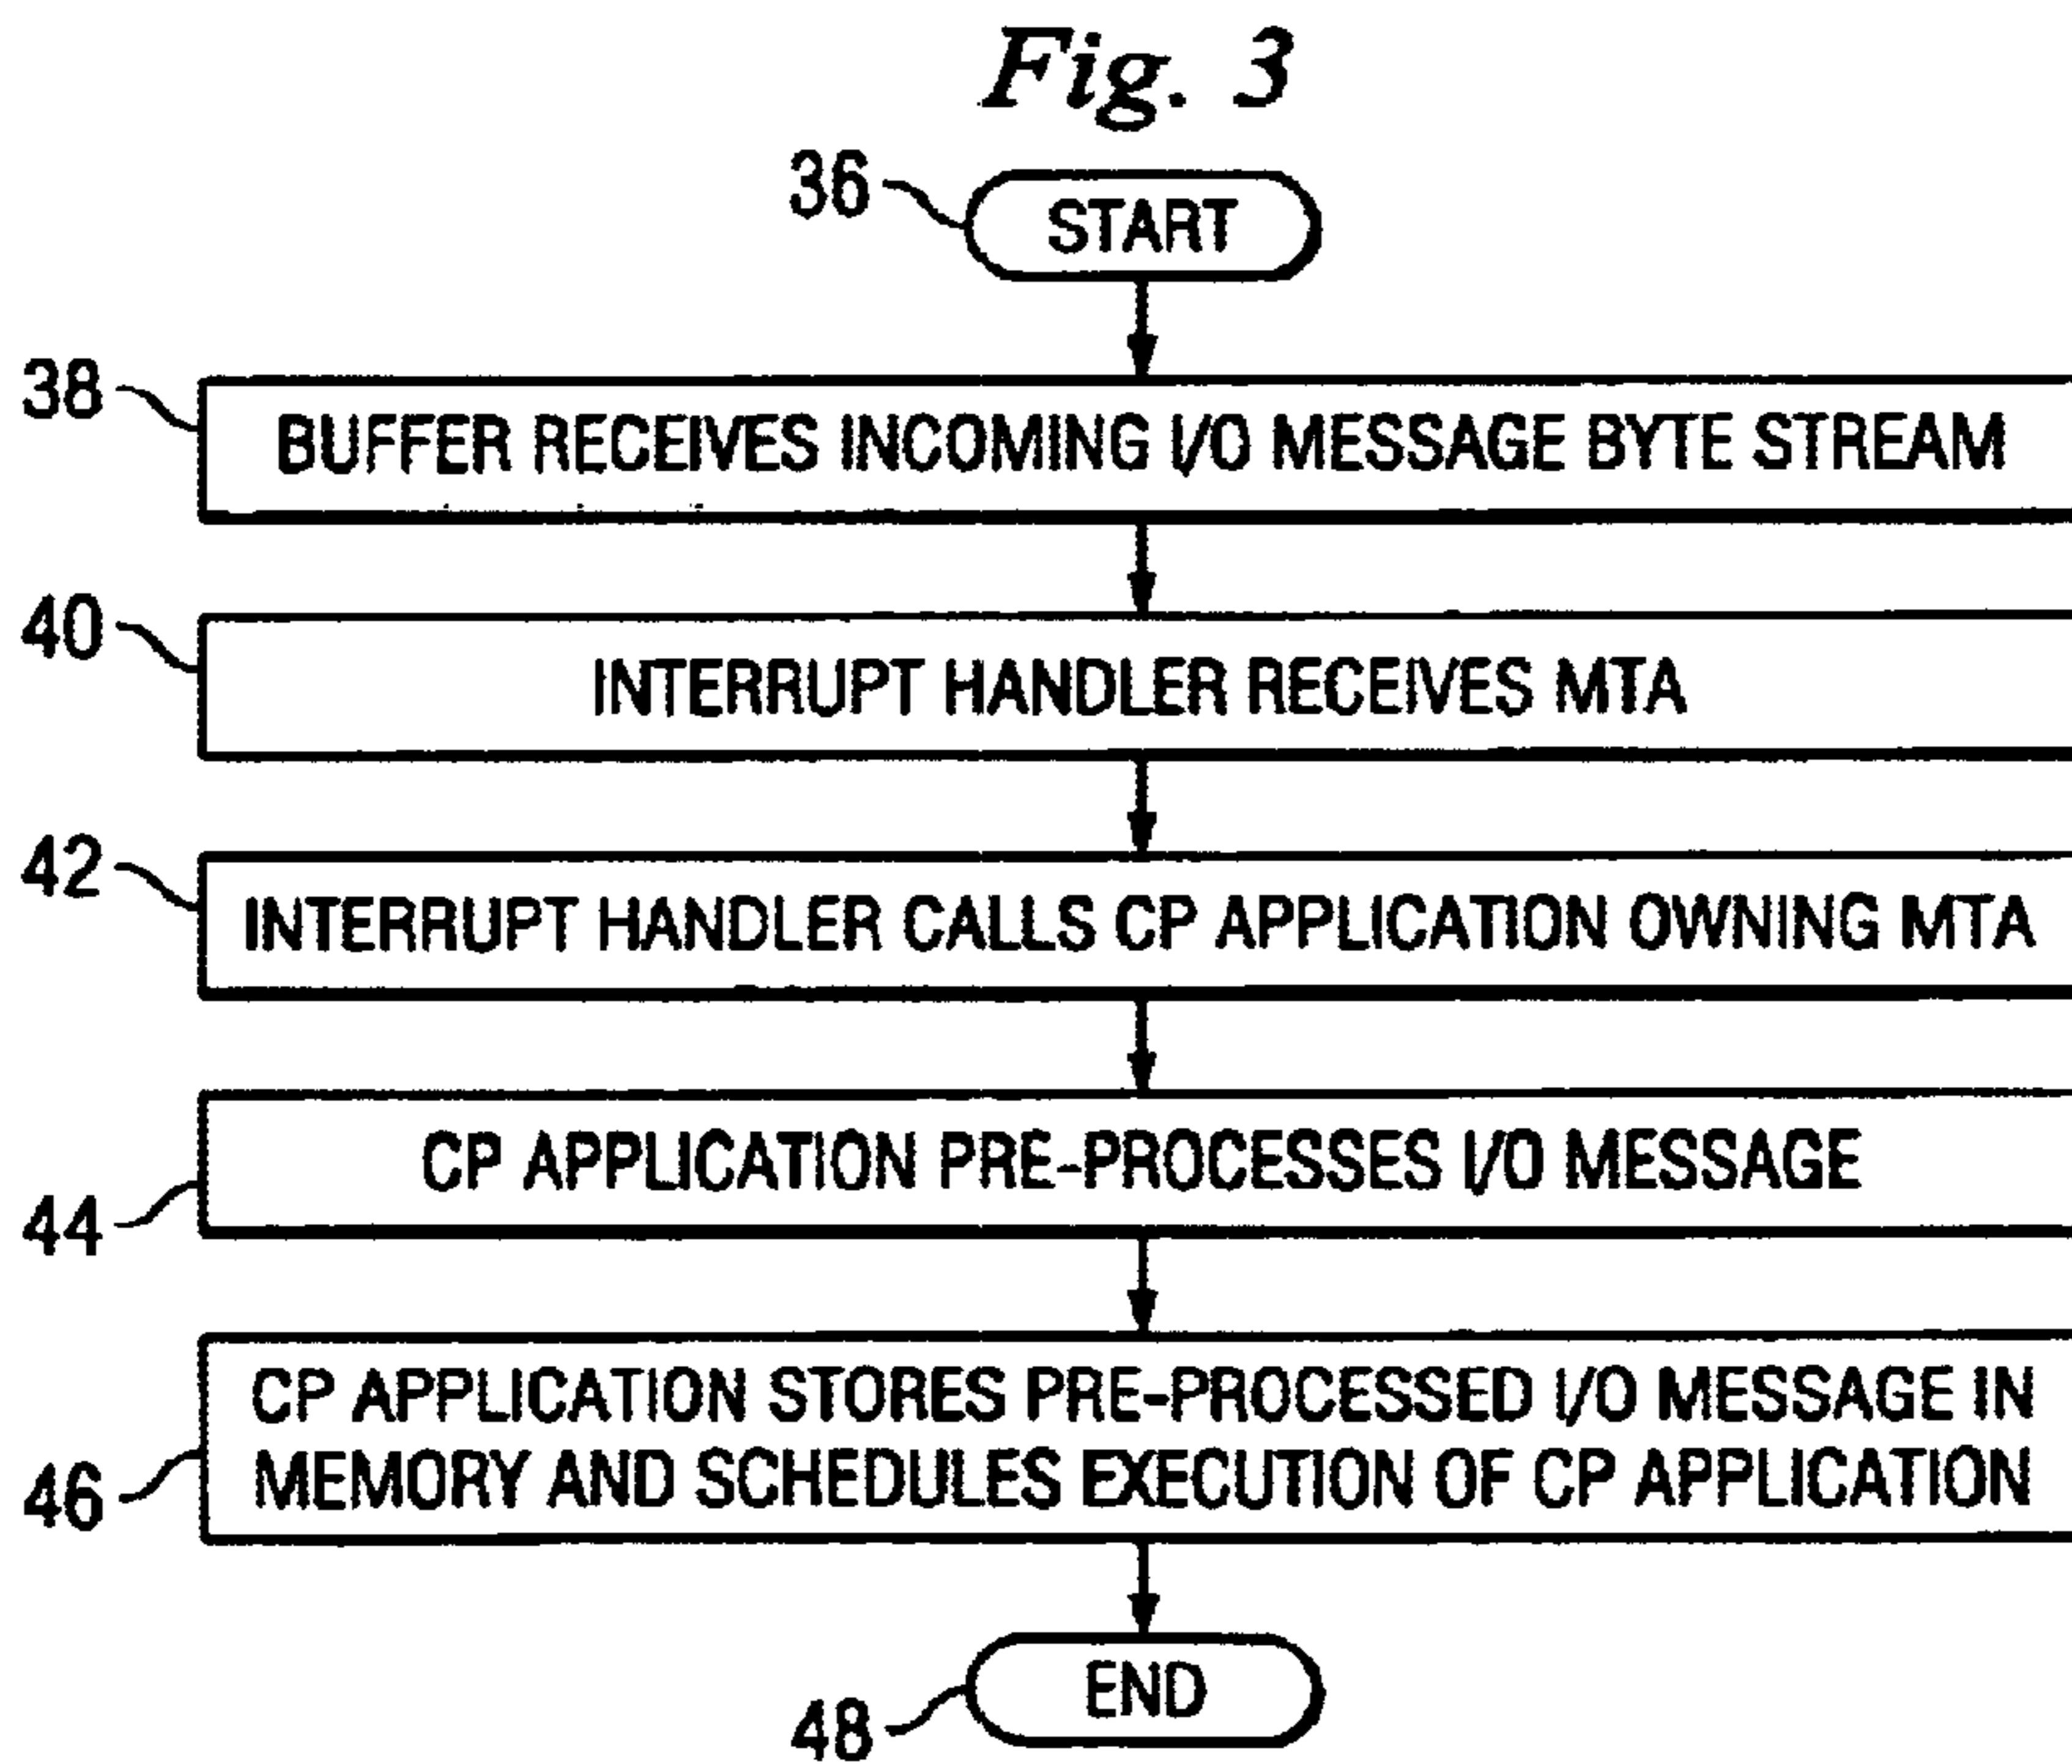 Fig. 3
36
START
38
BUFFER RECEIVES INCOMING I/O MESSAGE BYTE STREAM
40
INTERRUPT HANDLER RECEIVES MTA
42
INTERRUPT HANDLER CALLS CP APPLICATION OWNING MTA
44
CP APPLICATION PRE-PROCESSES I/O MESSAGE
46
CP APPLICATION STORES PRE-PROCESSED I/O MESSAGE IN
MEMORY AND SCHEDULES EXECUTION OF CP APPLICATION
48
END